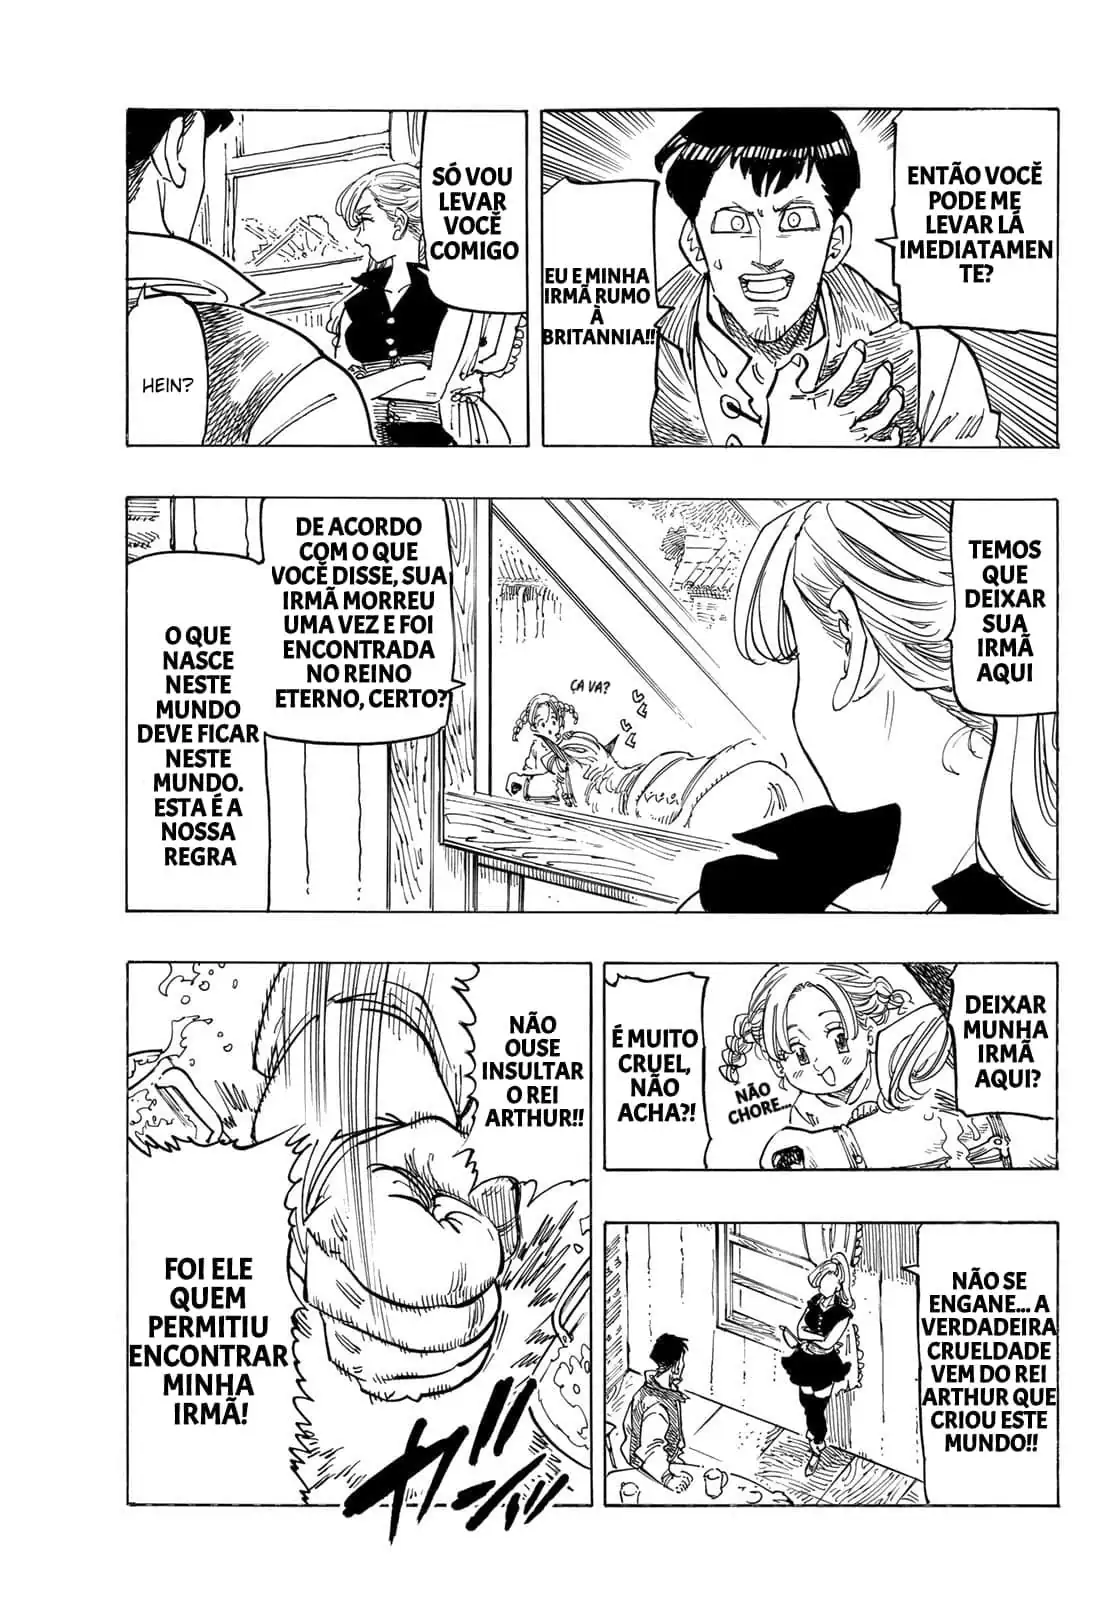 ENTÃO VOCÊ
PODE ME
LEVAR LÁ
IMEDIATAMEN
TE?
EU E MINHA
IRMÃ RUMO
À
BRITANNIA!!
SÓ VOU
LEVAR
VOCÊ
COMIGO
HEIN?
TEMOS
QUE
DEIXAR
SUA
IRMÃ
AQUI
ÇA VA?
DE ACORDO
COM O QUE
VOCÊ DISSE, SUA
IRMÃ MORREU
UMA VEZ E FOI
ENCONTRADA
NO REINO
ETERNO, CERTO?
O QUE
NASCE
NESTE
MUNDO
DEVE FICAR
NESTE
MUNDO.
ESTA É A
NOSSA
REGRA
DEIXAR
MUNHA
IRMÃ
AQUI?
NÃO
CHORE...
É MUITO
CRUEL,
NÃO
ACHA?!
NÃO SE
ENGANE... A
VERDADEIRA
CRUELDADE
VEM DO REI
ARTHUR QUE
CRIOU ESTE
MUNDO!!
NÃO
OUSE
INSULTAR
O REI
ARTHUR!!
FOI ELE
QUEM
PERMITIU
ENCONTRAR
MINHA
IRMÃ!
ガシャッ